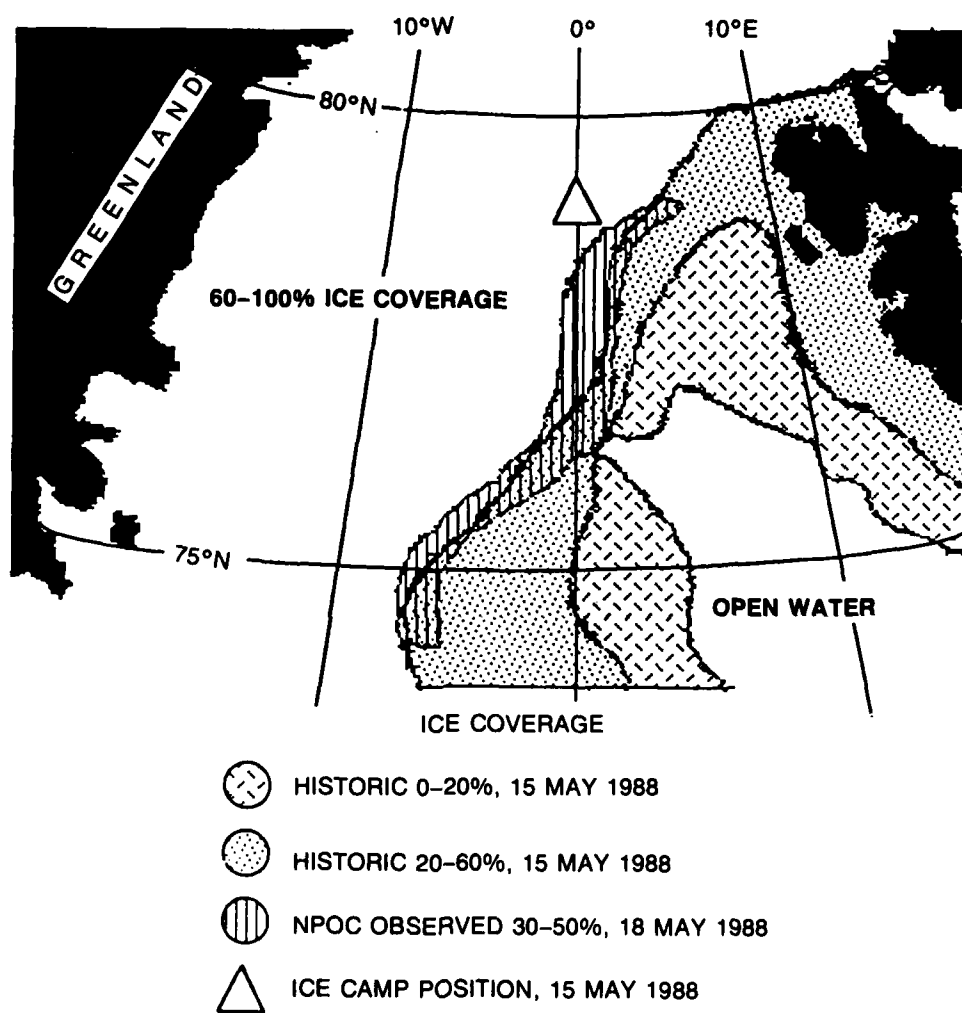 10°W 0° 10°E
80°N
GREENLAND
60–100% ICE COVERAGE
75°N
OPEN WATER
ICE COVERAGE
HISTORIC 0–20%, 15 MAY 1988
HISTORIC 20–60%, 15 MAY 1988
NPOC OBSERVED 30–50%, 18 MAY 1988
ICE CAMP POSITION, 15 MAY 1988